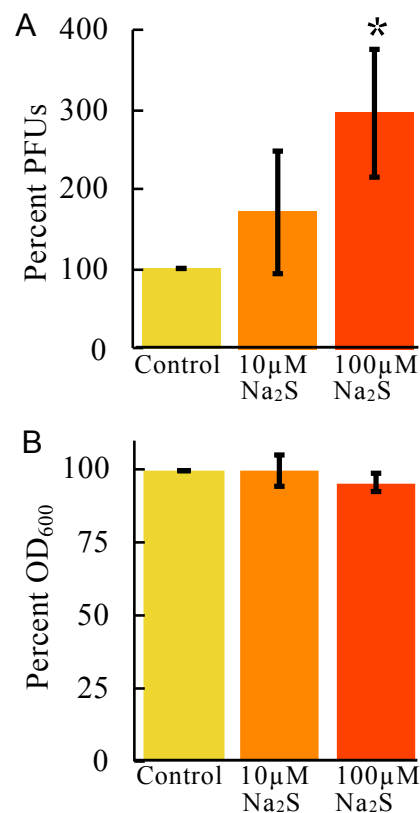 A
Percent PFUs
400
300
200
100
0
*
Control
10µM
Na₂S
100µM
Na₂S
B
Percent OD₆₀₀
100
75
50
25
0
Control
10µM
Na₂S
100µM
Na₂S